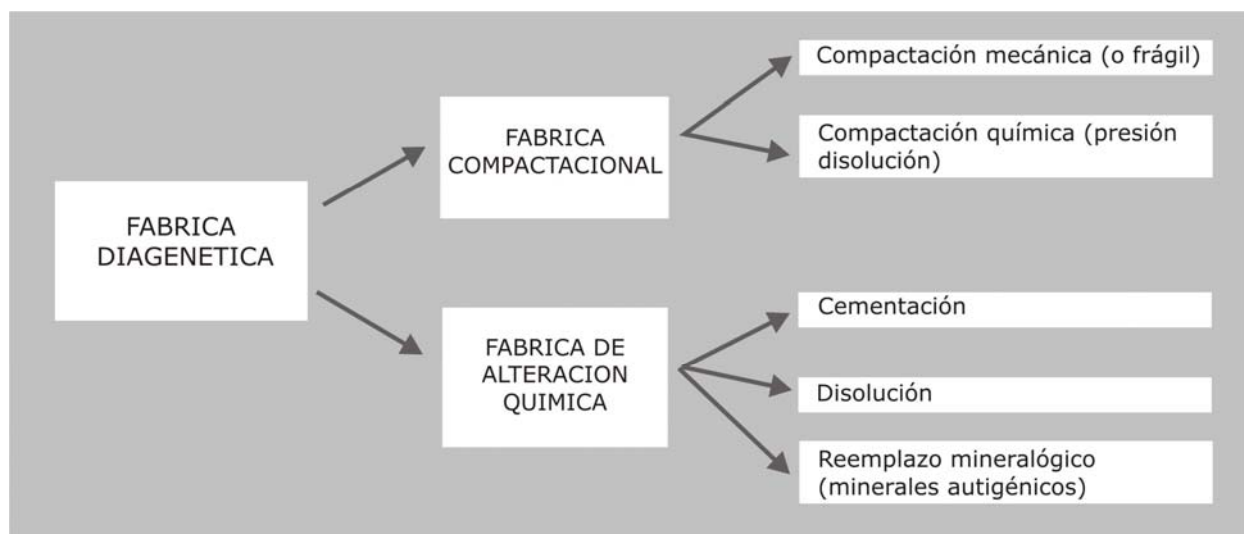 FABRICA
DIAGENETICA
FABRICA
COMPACTACIONAL
Compactación mecánica (o frágil)
Compactación química (presión
disolución)
FABRICA DE
ALTERACION
QUIMICA
Cementación
Disolución
Reemplazo mineralógico
(minerales autigénicos)